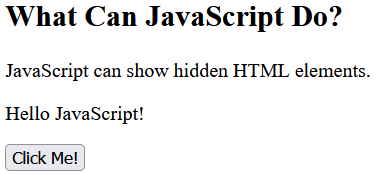 What Can JavaScript Do?
JavaScript can show hidden HTML elements.
Hello JavaScript!
Click Me!